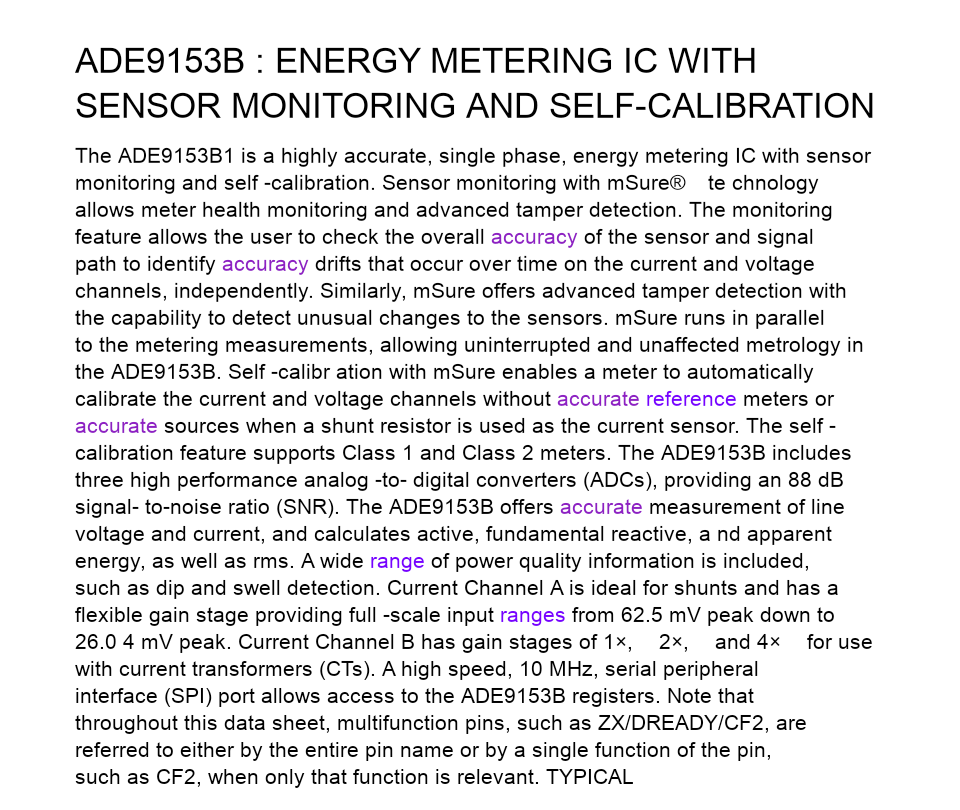 ADE9153B : ENERGY METERING IC WITH
SENSOR MONITORING AND SELF-CALIBRATION
The ADE9153B1 is a highly accurate, single phase, energy metering IC with sensor
monitoring and self -calibration. Sensor monitoring with mSure® te chnology
allows meter health monitoring and advanced tamper detection. The monitoring
feature allows the user to check the overall accuracy of the sensor and signal
path to identify accuracy drifts that occur over time on the current and voltage
channels, independently. Similarly, mSure offers advanced tamper detection with
the capability to detect unusual changes to the sensors. mSure runs in parallel
to the metering measurements, allowing uninterrupted and unaffected metrology in
the ADE9153B. Self -calibr ation with mSure enables a meter to automatically
calibrate the current and voltage channels without accurate reference meters or
accurate sources when a shunt resistor is used as the current sensor. The self -
calibration feature supports Class 1 and Class 2 meters. The ADE9153B includes
three high performance analog -to- digital converters (ADCs), providing an 88 dB
signal- to-noise ratio (SNR). The ADE9153B offers accurate measurement of line
voltage and current, and calculates active, fundamental reactive, a nd apparent
energy, as well as rms. A wide range of power quality information is included,
such as dip and swell detection. Current Channel A is ideal for shunts and has a
flexible gain stage providing full -scale input ranges from 62.5 mV peak down to
26.0 4 mV peak. Current Channel B has gain stages of 1×, 2×, and 4× for use
with current transformers (CTs). A high speed, 10 MHz, serial peripheral
interface (SPI) port allows access to the ADE9153B registers. Note that
throughout this data sheet, multifunction pins, such as ZX/DREADY/CF2, are
referred to either by the entire pin name or by a single function of the pin,
such as CF2, when only that function is relevant. TYPICAL